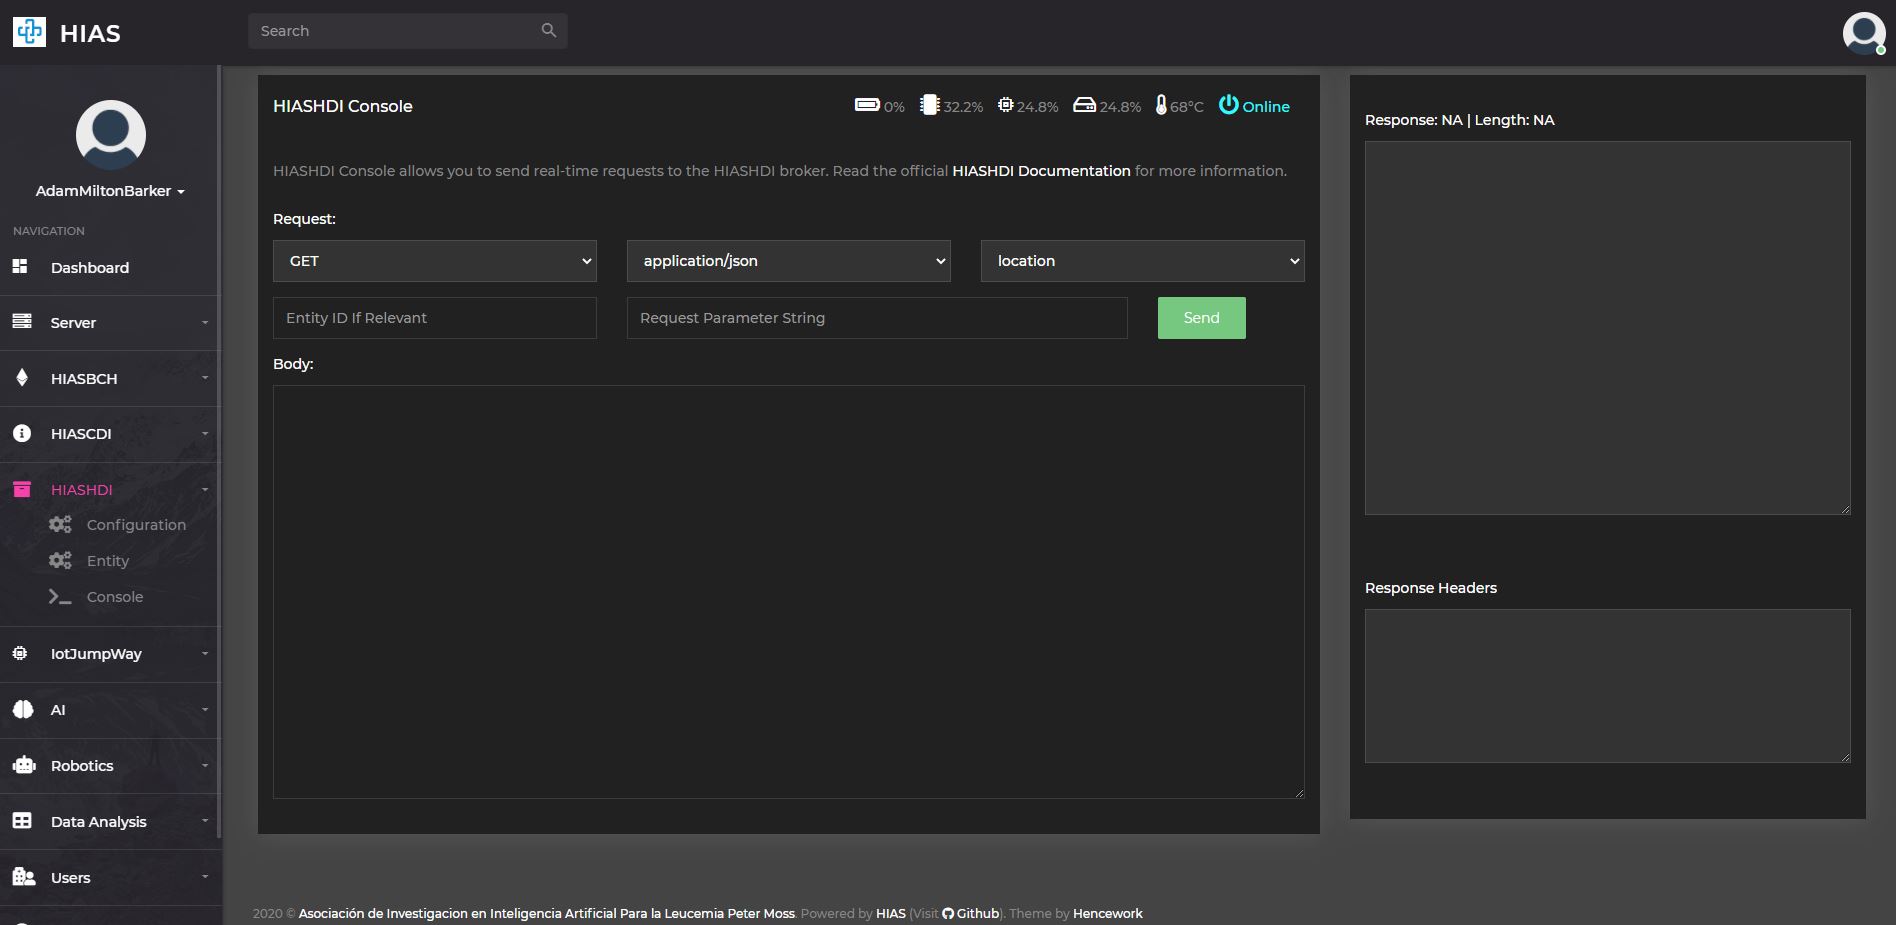 HIAS
Search
AdamMiltonBarker
NAVIGATION
Dashboard
Server
HIASBCH
HIASCDI
HIASHDI
Configuration
Entity
Console
IotJumpWay
AI
Robotics
Data Analysis
Users
HIASHDI Console
0% 32.2% 24.8% 24.8% 68°C Online
HIASHDI Console allows you to send real-time requests to the HIASHDI broker. Read the official HIASHDI Documentation for more information.
Request:
GET application/json location
Entity ID If Relevant Request Parameter String Send
Body:
Response: NA | Length: NA
Response Headers
2020 © Asociación de Investigacion en Inteligencia Artificial Para la Leucemia Peter Moss. Powered by HIAS (Visit Github). Theme by Hencework